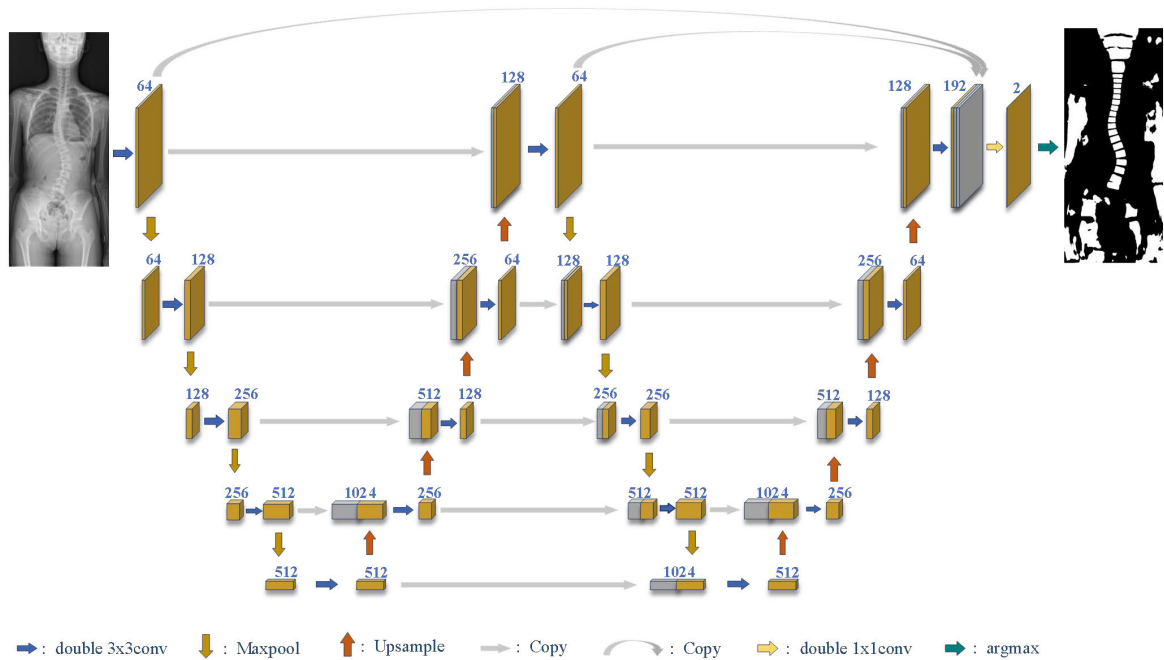 64 128 64 128 192 2
64 128 256 64 128 128 256 64
128 256 512 128 256 256 512 128
256 512 1024 256 512 512 1024 256
512 512 1024 512
: double 3x3conv : Maxpool : Upsample : Copy : Copy : double 1x1conv : argmax